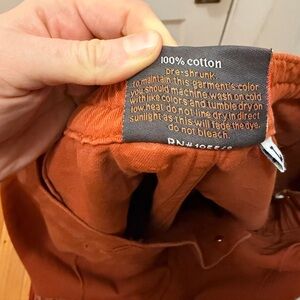 100% cotton
pre-shrunk.
to maintain this garment's color
you should machine wash on cold
with like colors and tumble dry on
low heat. do not line dry in direct
sunlight as this will fade the dye.
do not bleach.